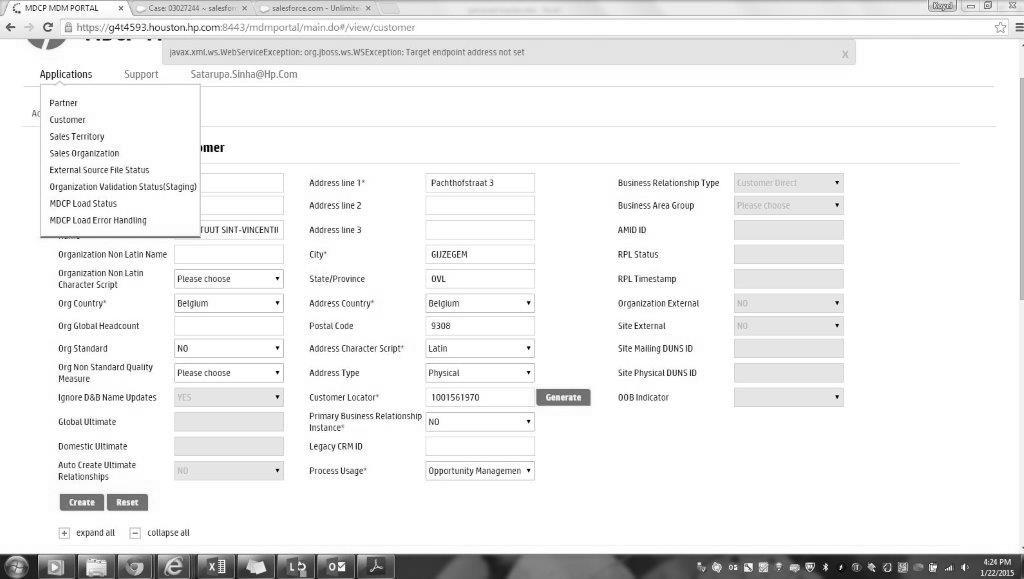 MDCP MDM PORTAL
Case: 03027244 ~ salesforce
salesforce.com - Unlimited
https://g4t4593.houston.hp.com:8443/mdmportal/main.do#/view/customer
javax.xml.ws.WebServiceException: org.jboss.ws.WSException: Target endpoint address not set x
Applications Support Satarupa.Sinha@Hp.Com
Partner
Customer
Sales Territory
Sales Organization
External Source File Status
Organization Validation Status(Staging)
MDCP Load Status
MDCP Load Error Handling
omer
Address line 1* Pachthofstraat 3 Business Relationship Type Customer Direct
Address line 2 Business Area Group Please choose
TUUT SINT-VINCENTII Address line 3 AMID ID
Organization Non Latin Name City* GIJZEGEM RPL Status
Organization Non Latin
Character Script Please choose State/Province OVL RPL Timestamp
Org Country* Belgium Address Country* Belgium Organization External NO
Org Global Headcount Postal Code 9308 Site External NO
Org Standard NO Address Character Script* Latin Site Mailing DUNS ID
Org Non Standard Quality
Measure Please choose Address Type Physical Site Physical DUNS ID
Ignore D&B Name Updates YES Customer Locator* 1001561970 Generate OOB Indicator
Global Ultimate Primary Business Relationship
Instance* NO
Domestic Ultimate Legacy CRM ID
Auto Create Ultimate
Relationships NO Process Usage* Opportunity Managemen
Create Reset
+ expand all − collapse all
4:24 PM
1/22/2015